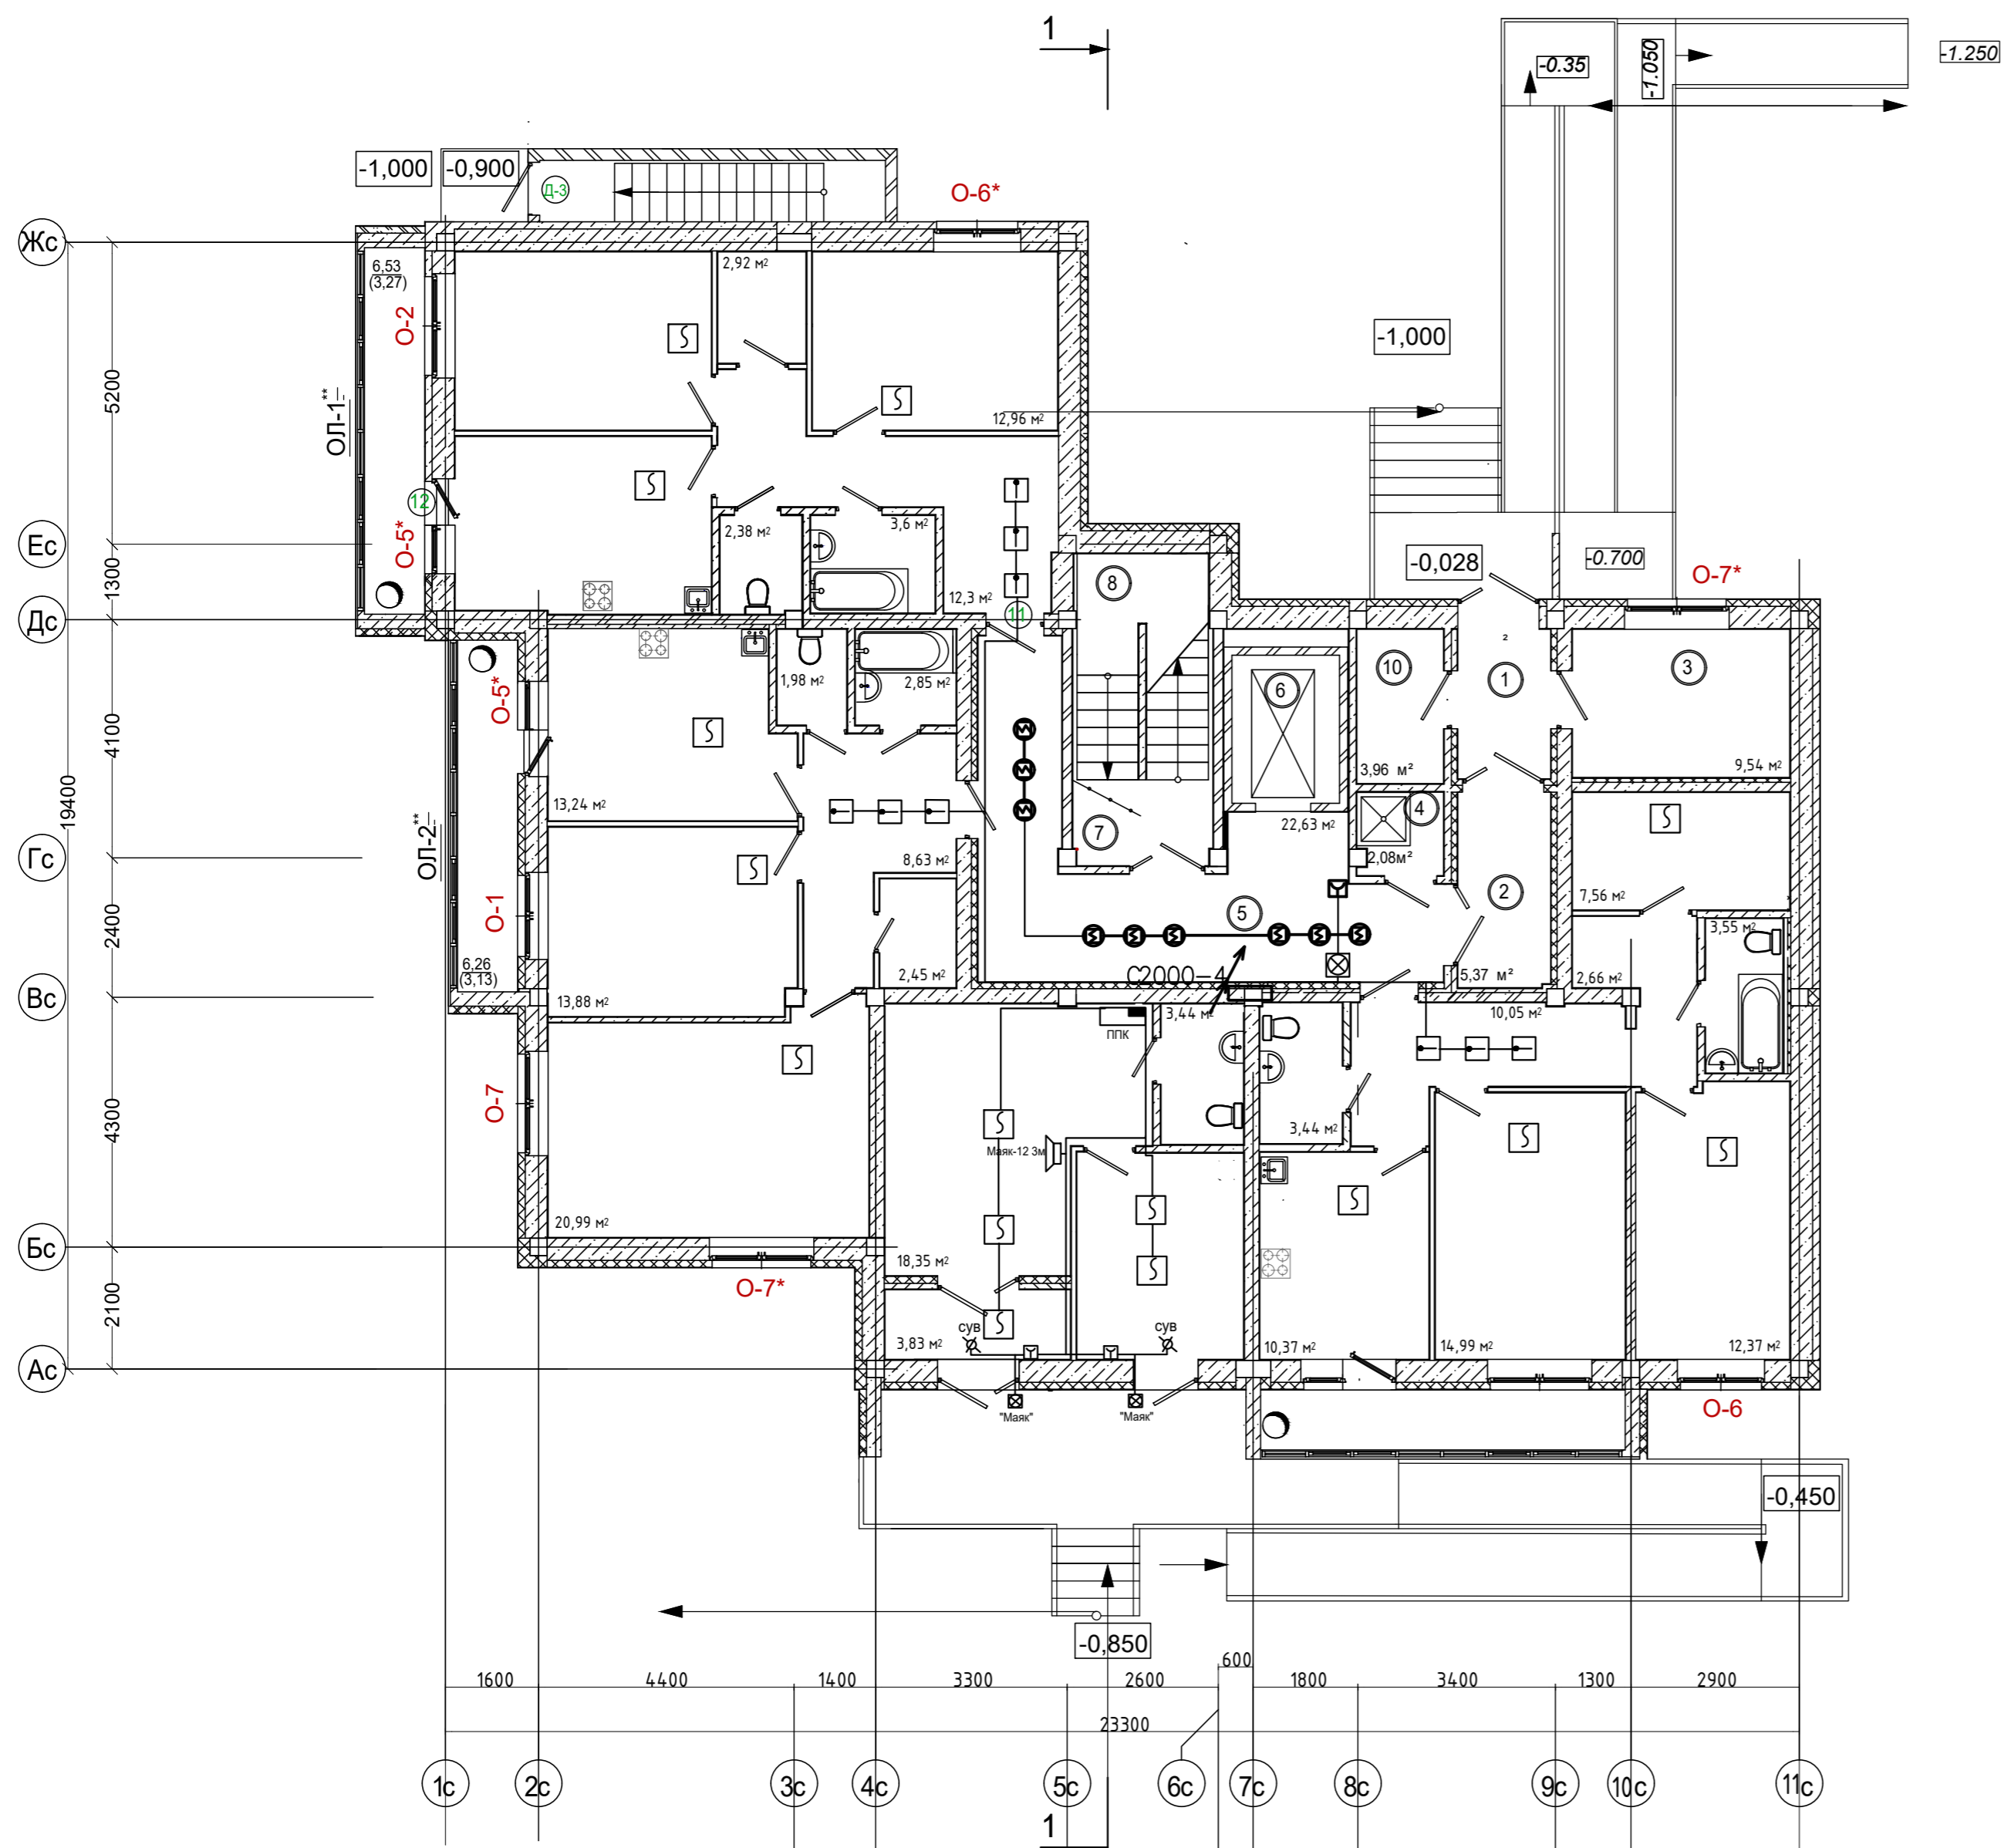 1
-0.35
-1.050
-1.250
-1,000
-0,900
Д-3
О-6*
Жс
6,53
(3,27)
2,92 м²
О-2
-1,000
5200
ОЛ-1**
12,96 м²
12
О-5*
2,38 м²
3,6 м²
Ес
1300
8
-0,028
-0.700
О-7*
12,3 м²
11
Дс
2
1,98 м²
2,85 м²
10
3
6
1
О-5*
4100
19400
3,96 м²
9,54 м²
13,24 м²
4
ОЛ-2**
7
22,63 м²
Гс
8,63 м²
2,08м²
7,56 м²
2
О-1
2400
5
3,55 м²
6,26
(3,13)
2,45 м²
С2000-4
5,37 м²
2,66 м²
Вс
13,88 м²
3,44 м²
10,05 м²
ППК
О-7
4300
3,44 м²
Маяк-12 3м
20,99 м²
Бс
18,35 м²
О-7*
2100
сув
сув
3,83 м²
10,37 м²
14,99 м²
12,37 м²
Ас
"Маяк"
"Маяк"
О-6
-0,450
-0,850
600
1600
4400
1400
3300
2600
1800
3400
1300
2900
23300
1с
2с
3с
4с
5с
6с
7с
8с
9с
10с
11с
1